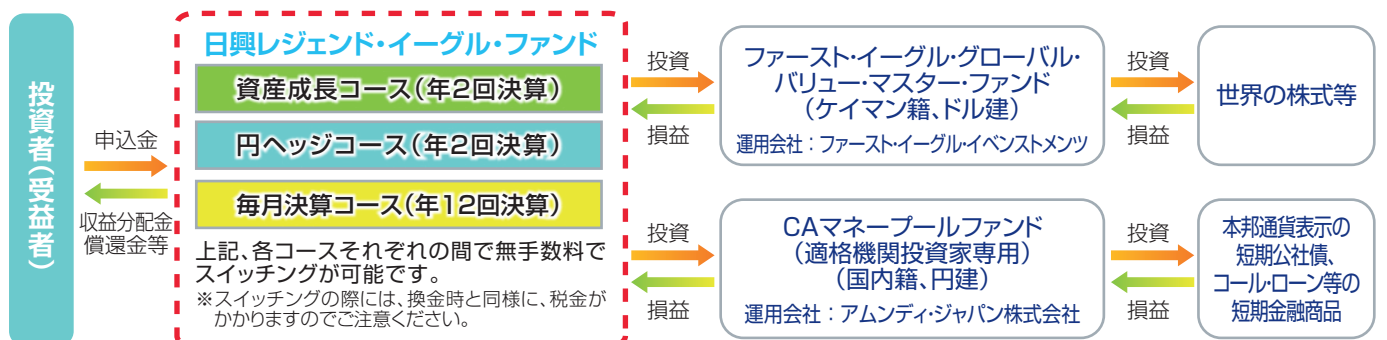 投資者(受益者)
申込金
収益分配金
償還金等
日興レジェンド・イーグル・ファンド
資産成長コース(年2回決算)
円ヘッジコース(年2回決算)
毎月決算コース(年12回決算)
上記、各コースそれぞれの間で無手数料で
スイッチングが可能です。
※スイッチングの際には、換金時と同様に、税金が
かかりますのでご注意ください。
投資
損益
ファースト・イーグル・グローバル・
バリュー・マスター・ファンド
(ケイマン籍、ドル建)
運用会社:ファースト・イーグル・インベストメンツ
投資
損益
世界の株式等
投資
損益
CAマネープールファンド
(適格機関投資家専用)
(国内籍、円建)
運用会社:アムンディ・ジャパン株式会社
投資
損益
本邦通貨表示の
短期公社債、
コール・ローン等の
短期金融商品